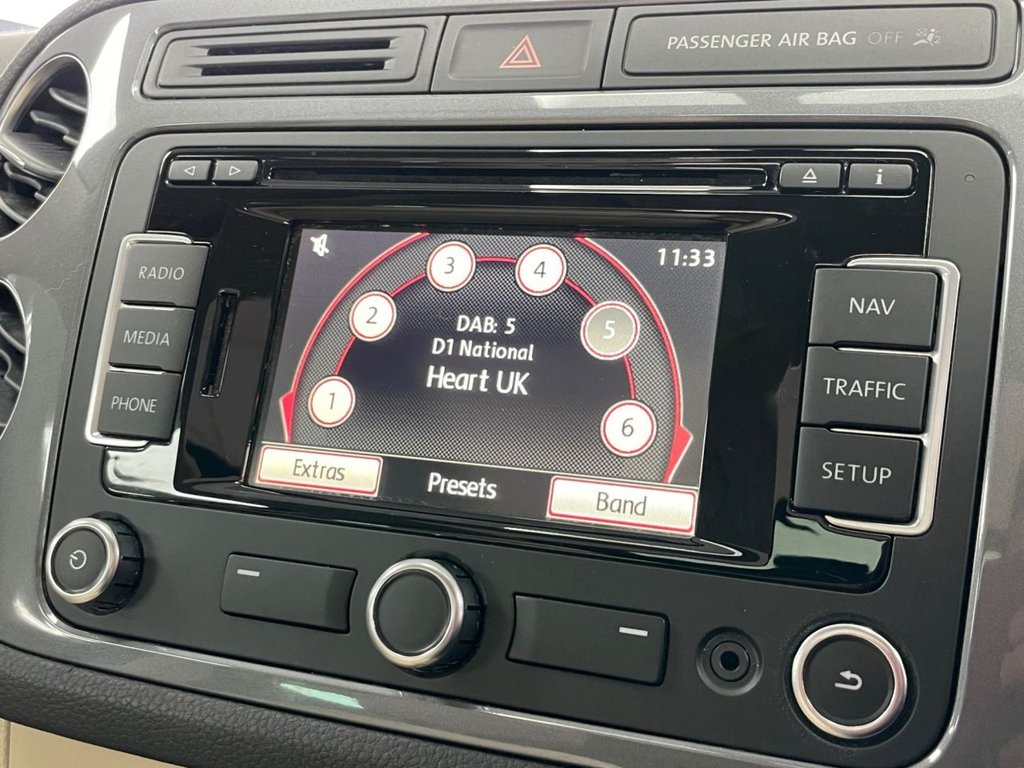 PASSENGER AIR BAG OFF
i
RADIO
MEDIA
PHONE
11:33
1
2
3
4
5
6
DAB: 5
D1 National
Heart UK
Extras
Presets
Band
NAV
TRAFFIC
SETUP